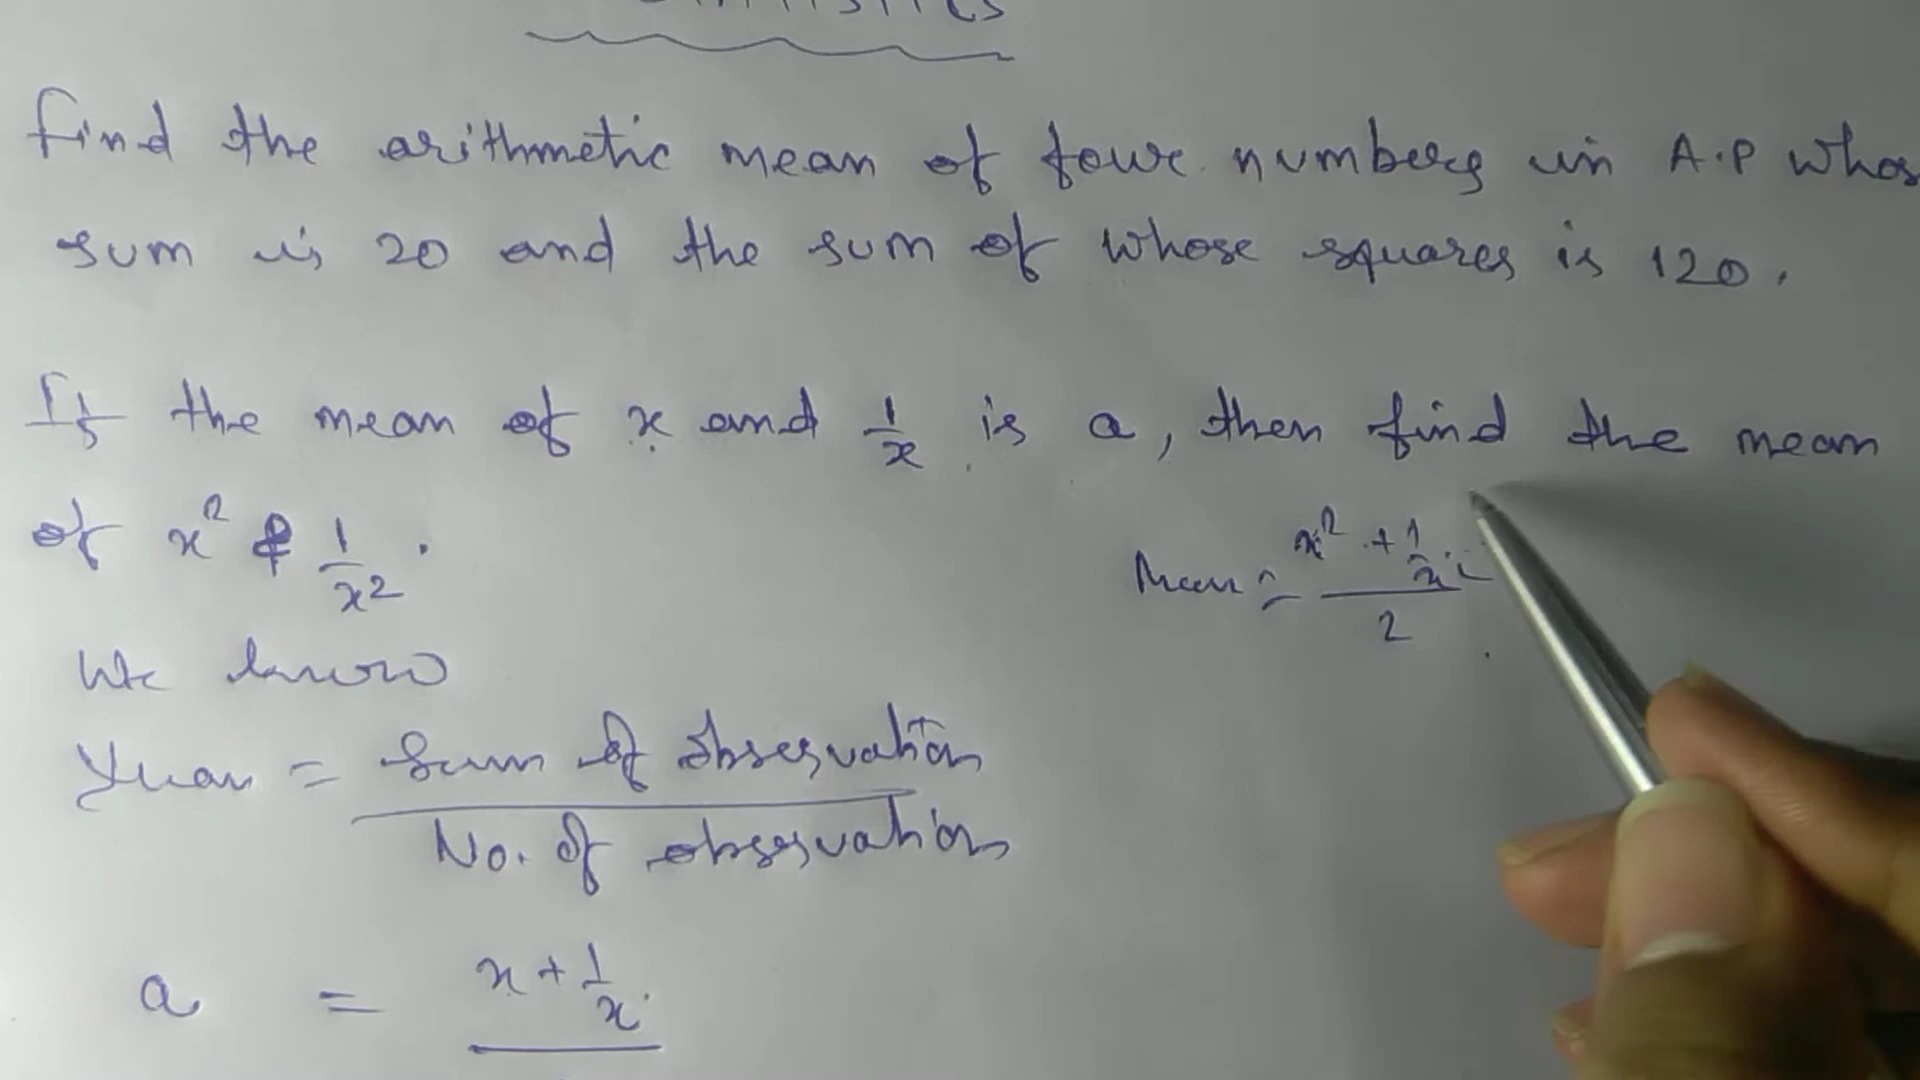 Find the arithmetic mean of four numbers in A.P whos
sum is 20 and the sum of whose squares is 120.
If the mean of x and 1/x is a, then find the mean
of x² & 1/x².
Mean = (x² + 1/x²)/2
We know
Mean = Sum of observation / No. of observation
a = x + 1/x